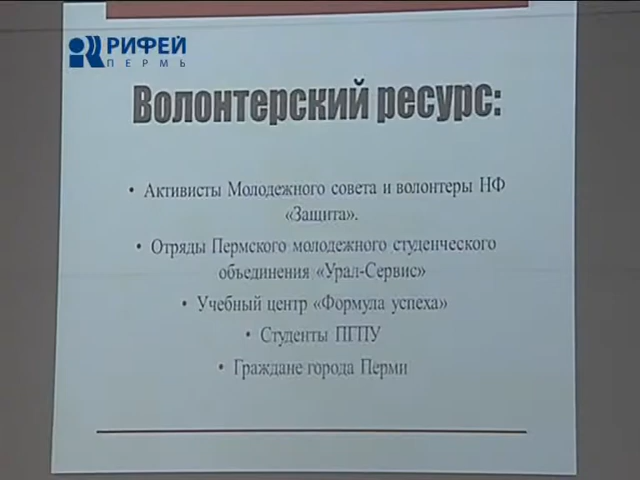 РИФЕЙ
ПЕРМЬ
Волонтерский ресурс:
• Активисты Молодежного совета и волонтеры НФ
«Защита».
• Отряды Пермского молодежного студенческого
объединения «Урал-Сервис»
• Учебный центр «Формула успеха»
• Студенты ПГПУ
• Граждане города Перми